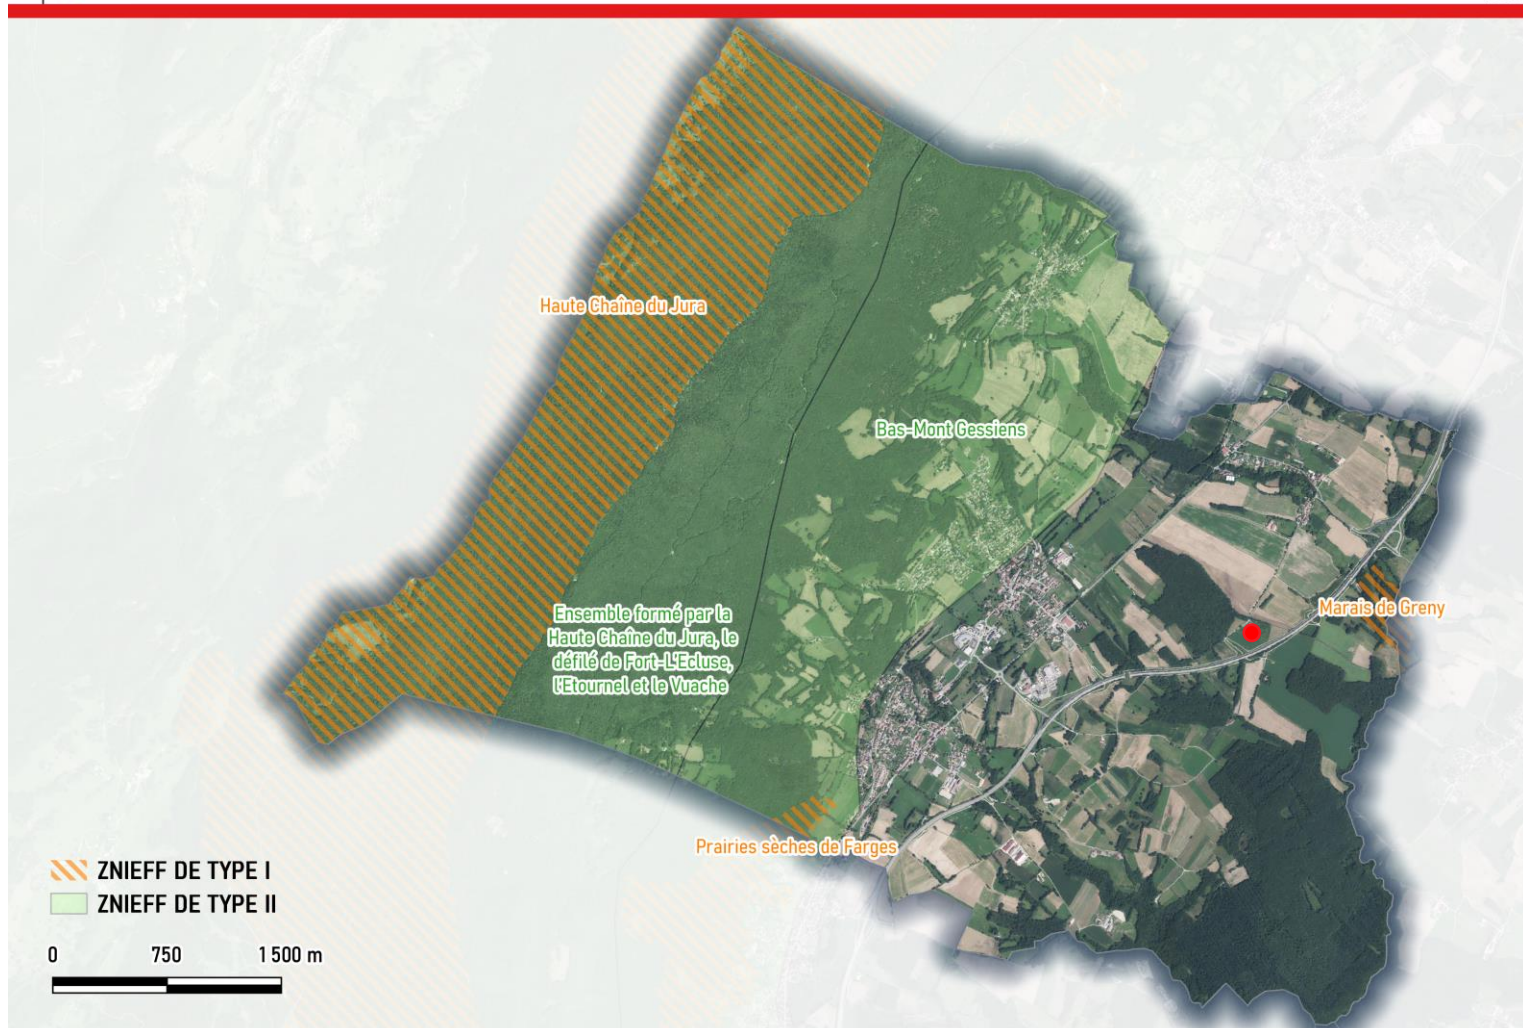 Haute Chaîne du Jura
Bas-Mont Gessiens
Ensemble formé par la
Haute Chaîne du Jura, le
défilé de Fort-L'Ecluse,
l'Etournel et le Vuache
Marais de Greny
Prairies sèches de Farges
ZNIEFF DE TYPE I
ZNIEFF DE TYPE II
0 750 1 500 m